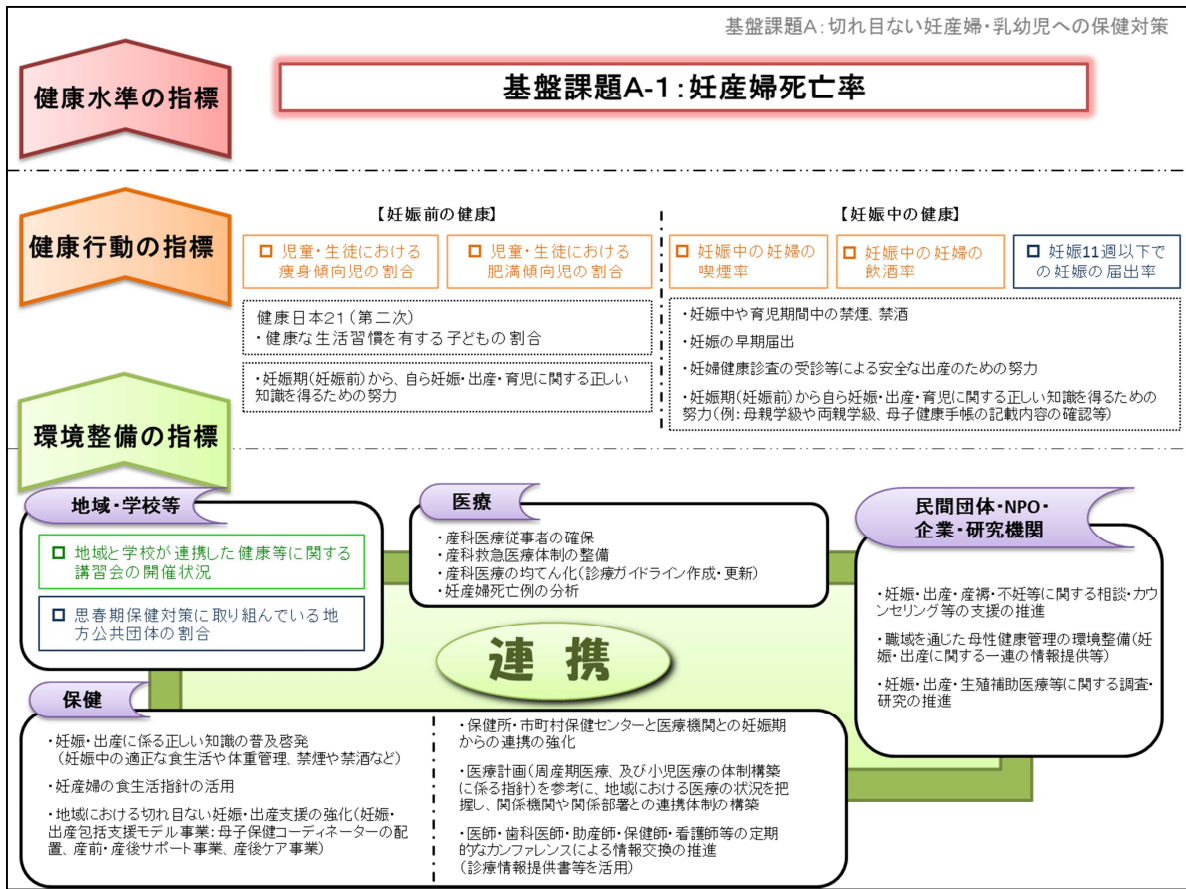 基盤課題A:切れ目ない妊産婦・乳幼児への保健対策
健康水準の指標
基盤課題A-1:妊産婦死亡率
健康行動の指標
【妊娠前の健康】
児童・生徒における
痩身傾向児の割合
児童・生徒における
肥満傾向児の割合
健康日本21(第二次)
・健康な生活習慣を有する子どもの割合
・妊娠期(妊娠前)から、自ら妊娠・出産・育児に関する正しい
知識を得るための努力
【妊娠中の健康】
妊娠中の妊婦の
喫煙率
妊娠中の妊婦の
飲酒率
妊娠11週以下で
の妊娠の届出率
・妊娠中や育児期間中の禁煙、禁酒
・妊娠の早期届出
・妊婦健康診査の受診等による安全な出産のための努力
・妊娠期(妊娠前)から自ら妊娠・出産・育児に関する正しい知識を得るための
努力(例:母親学級や両親学級、母子健康手帳の記載内容の確認等)
環境整備の指標
地域・学校等
地域と学校が連携した健康等に関する
講習会の開催状況
思春期保健対策に取り組んでいる地
方公共団体の割合
医療
・産科医療従事者の確保
・産科救急医療体制の整備
・産科医療の均てん化(診療ガイドライン作成・更新)
・妊産婦死亡例の分析
民間団体・NPO・
企業・研究機関
・妊娠・出産・産褥・不妊等に関する相談・カウ
ンセリング等の支援の推進
・職域を通じた母性健康管理の環境整備(妊
娠・出産に関する一連の情報提供等)
・妊娠・出産・生殖補助医療等に関する調査・
研究の推進
連携
保健
・妊娠・出産に係る正しい知識の普及啓発
(妊娠中の適正な食生活や体重管理、禁煙や禁酒など)
・妊産婦の食生活指針の活用
・地域における切れ目ない妊娠・出産支援の強化(妊娠・
出産包括支援モデル事業:母子保健コーディネーターの配
置、産前・産後サポート事業、産後ケア事業)
・保健所・市町村保健センターと医療機関との妊娠期
からの連携の強化
・医療計画(周産期医療、及び小児医療の体制構築
に係る指針)を参考に、地域における医療の状況を把
握し、関係機関や関係部署との連携体制の構築
・医師・歯科医師・助産師・保健師・看護師等の定期
的なカンファレンスによる情報交換の推進
(診療情報提供書等を活用)